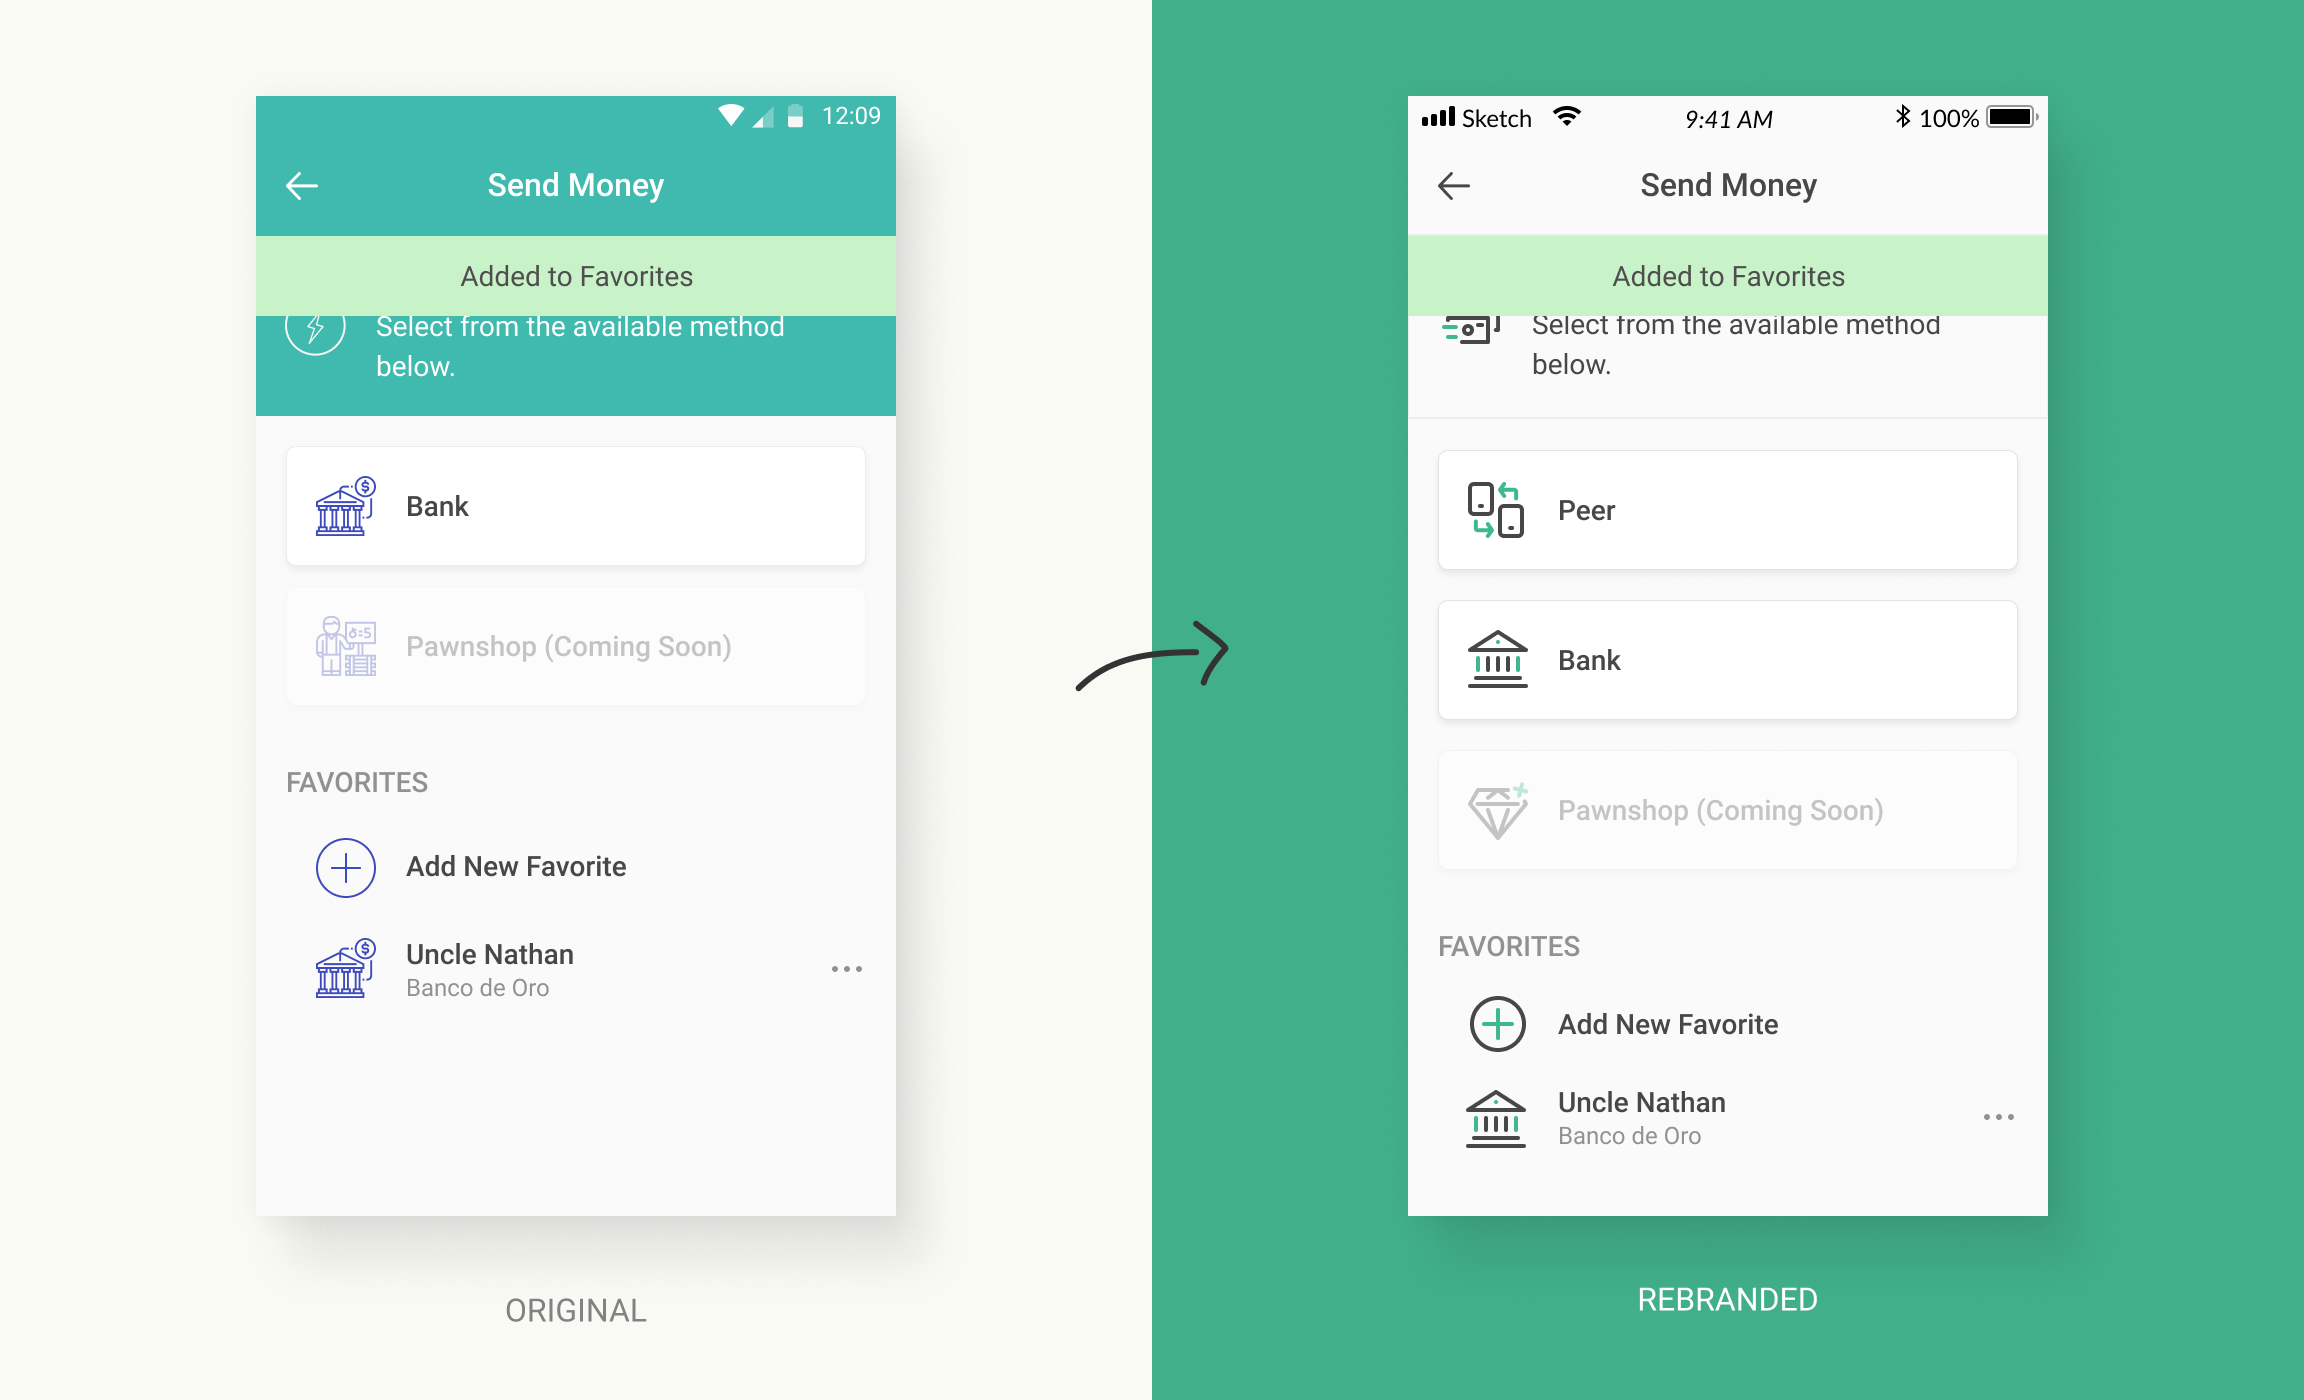 12:09
Send Money
Added to Favorites
Select from the available method
below.
$
Bank
Pawnshop (Coming Soon)
FAVORITES
Add New Favorite
$
Uncle Nathan
Banco de Oro
ORIGINAL
Sketch 9:41 AM 100%
Send Money
Added to Favorites
Select from the available method
below.
Peer
Bank
Pawnshop (Coming Soon)
FAVORITES
Add New Favorite
Uncle Nathan
Banco de Oro
REBRANDED